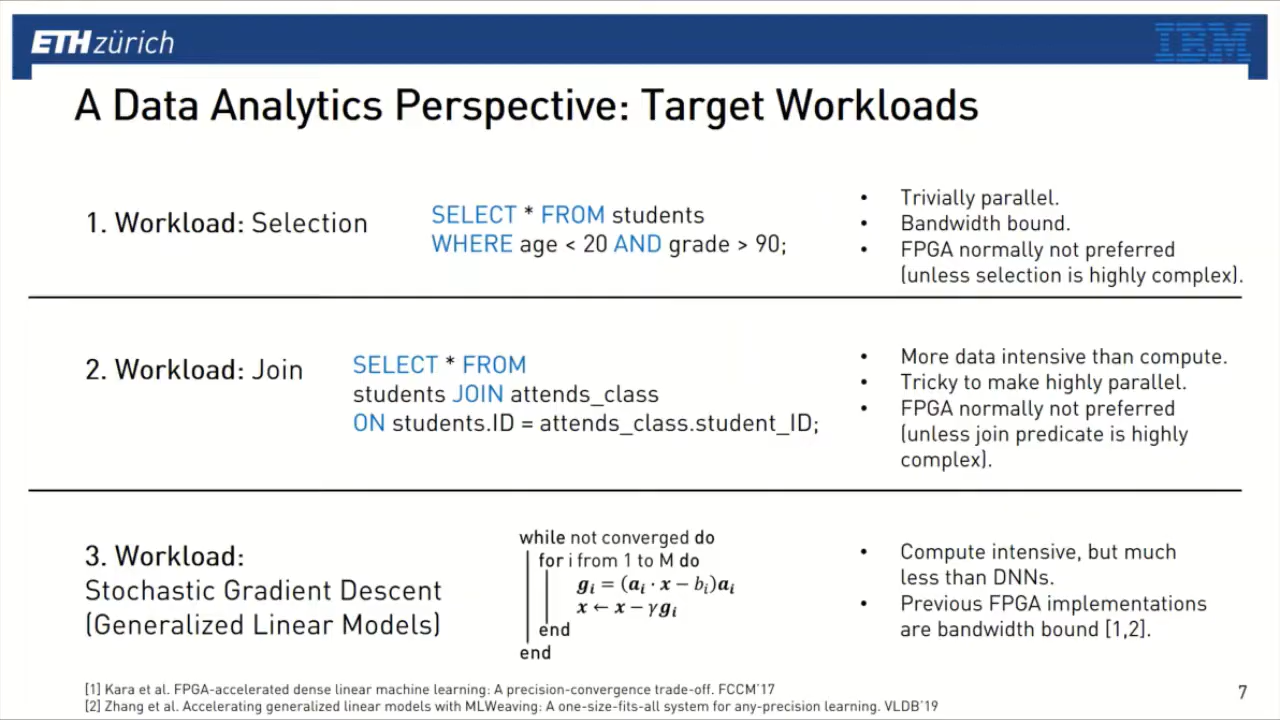 ETH zürich
IBM
A Data Analytics Perspective: Target Workloads
1. Workload: Selection
SELECT * FROM students
WHERE age < 20 AND grade > 90;
• Trivially parallel.
• Bandwidth bound.
• FPGA normally not preferred
(unless selection is highly complex).
2. Workload: Join
SELECT * FROM
students JOIN attends_class
ON students.ID = attends_class.student_ID;
• More data intensive than compute.
• Tricky to make highly parallel.
• FPGA normally not preferred
(unless join predicate is highly
complex).
3. Workload:
Stochastic Gradient Descent
(Generalized Linear Models)
while not converged do
for i from 1 to M do
gᵢ = (aᵢ · x − bᵢ)aᵢ
x ← x − γgᵢ
end
end
• Compute intensive, but much
less than DNNs.
• Previous FPGA implementations
are bandwidth bound [1,2].
[1] Kara et al. FPGA-accelerated dense linear machine learning: A precision-convergence trade-off. FCCM'17
[2] Zhang et al. Accelerating generalized linear models with MLWeaving: A one-size-fits-all system for any-precision learning. VLDB'19
7